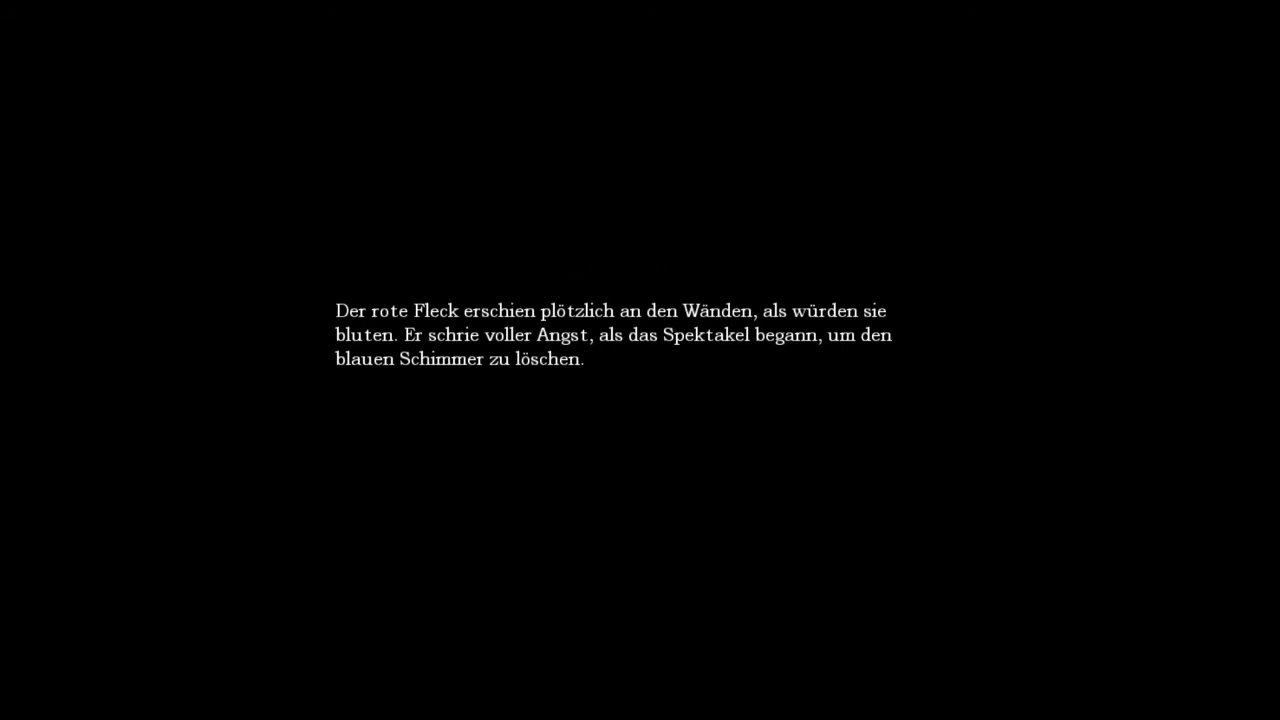 Der rote Fleck erschien plötzlich an den Wänden, als würden sie
bluten. Er schrie voller Angst, als das Spektakel begann, um den
blauen Schimmer zu löschen.